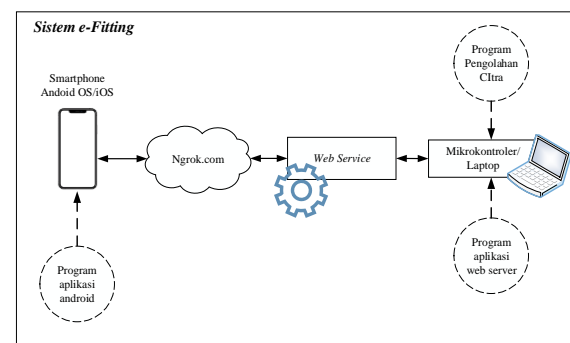 Sistem e-Fitting
Program
Pengolahan
CItra
Smartphone
Andoid OS/iOS
Ngrok.com
Web Service
Mikrokontroler/
Laptop
Program
aplikasi
android
Program
aplikasi
web server